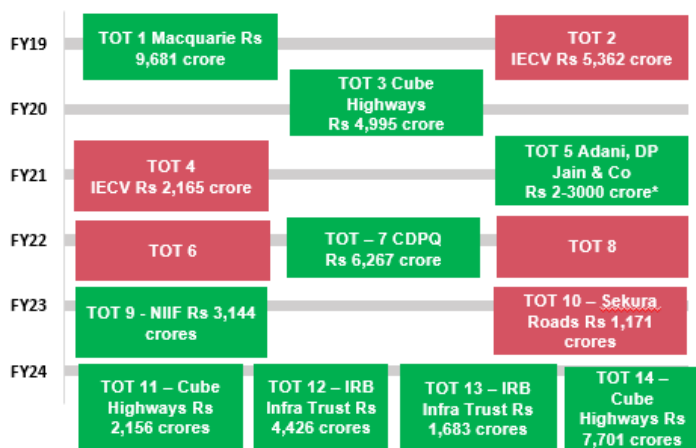 FY19
TOT 1 Macquarie Rs
9,681 crore
TOT 2
IECV Rs 5,362 crore
FY20
TOT 3 Cube
Highways
Rs 4,995 crore
FY21
TOT 4
IECV Rs 2,165 crore
TOT 5 Adani, DP
Jain & Co
Rs 2-3000 crore*
FY22
TOT 6
TOT – 7 CDPQ
Rs 6,267 crore
TOT 8
FY23
TOT 9 - NIIF Rs 3,144
crores
TOT 10 – Sekura
Roads Rs 1,171
crores
FY24
TOT 11 – Cube
Highways Rs
2,156 crores
TOT 12 – IRB
Infra Trust Rs
4,426 crores
TOT 13 – IRB
Infra Trust Rs
1,683 crores
TOT 14 –
Cube
Highways Rs
7,701 crores